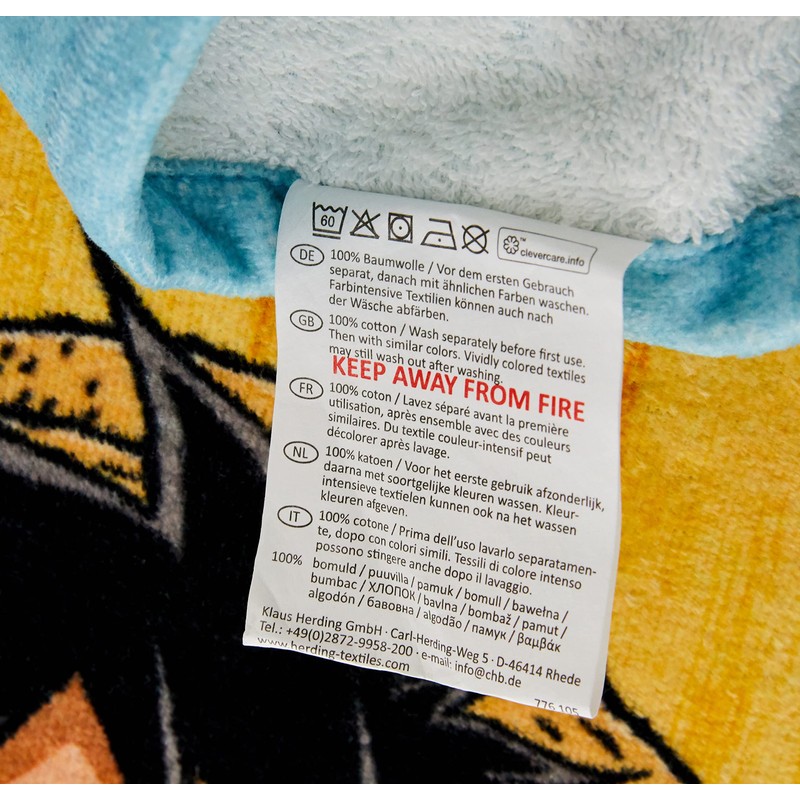 60
™
clevercare.info
DE 100% Baumwolle / Vor dem ersten Gebrauch
separat, danach mit ähnlichen Farben waschen.
Farbintensive Textilien können auch nach
der Wäsche abfärben.
GB 100% cotton / Wash separately before first use.
Then with similar colors. Vividly colored textiles
may still wash out after washing.
KEEP AWAY FROM FIRE
FR 100% coton / Lavez séparé avant la première
utilisation, après ensemble avec des couleurs
similaires. Du textile couleur-intensif peut
décolorer après lavage.
NL 100% katoen / Voor het eerste gebruik afzonderlijk,
daarna met soortgelijke kleuren wassen. Kleur-
intensieve textielen kunnen ook na het wassen
kleuren afgeven.
IT 100% cotone / Prima dell'uso lavarlo separatamen-
te, dopo con colori simili. Tessili di colore intenso
possono stingere anche dopo il lavaggio.
100% bomuld / puuvilla / pamuk / bomull / bawełna /
bumbac / ХЛОПОК / bavlna / bombaž / pamut /
algodón / бавовна / algodão / памук / βαμβάκ
Klaus Herding GmbH · Carl-Herding-Weg 5 · D-46414 Rhede
Tel.: +49(0)2872-9958-200 · e-mail: info@chb.de
www.herding-textiles.com
776 105